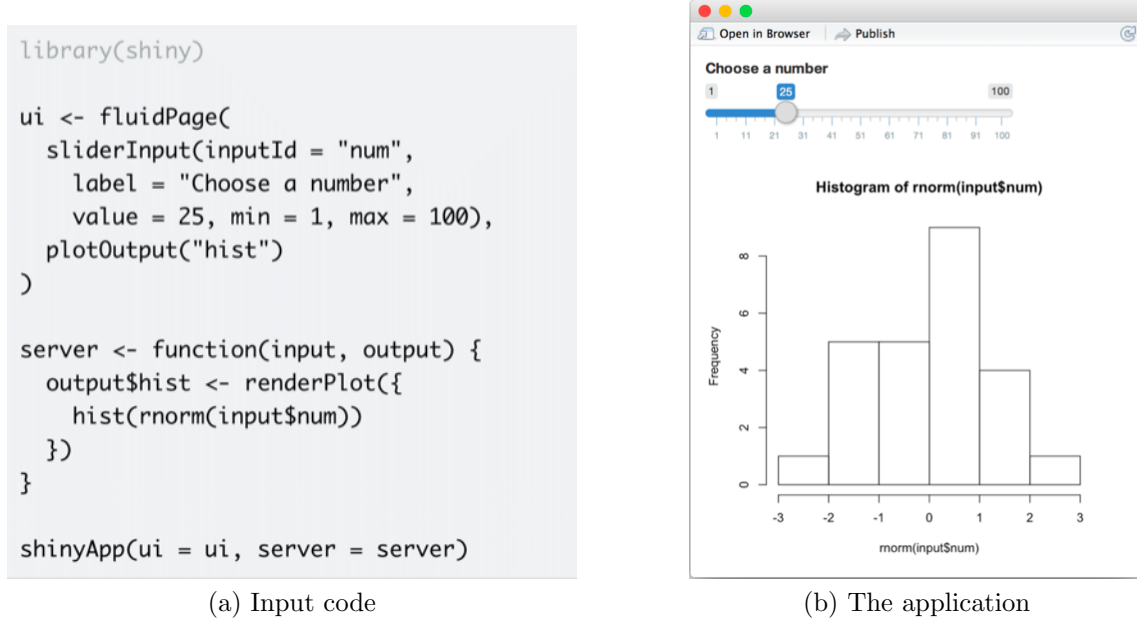 library(shiny)
ui <- fluidPage(
sliderInput(inputId = "num",
label = "Choose a number",
value = 25, min = 1, max = 100),
plotOutput("hist")
)
server <- function(input, output) {
output$hist <- renderPlot({
hist(rnorm(input$num))
})
}
shinyApp(ui = ui, server = server)
(a) Input code
Open in Browser Publish
Choose a number
1 25 100
1 11 21 31 41 51 61 71 81 91 100
Histogram of rnorm(input$num)
Frequency
8
6
4
2
0
-3 -2 -1 0 1 2 3
rnorm(input$num)
(b) The application